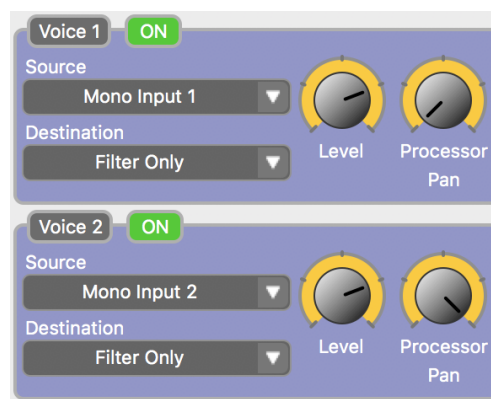 Voice 1 ON
Source
Mono Input 1
Destination
Filter Only
Level
Processor
Pan
Voice 2 ON
Source
Mono Input 2
Destination
Filter Only
Level
Processor
Pan